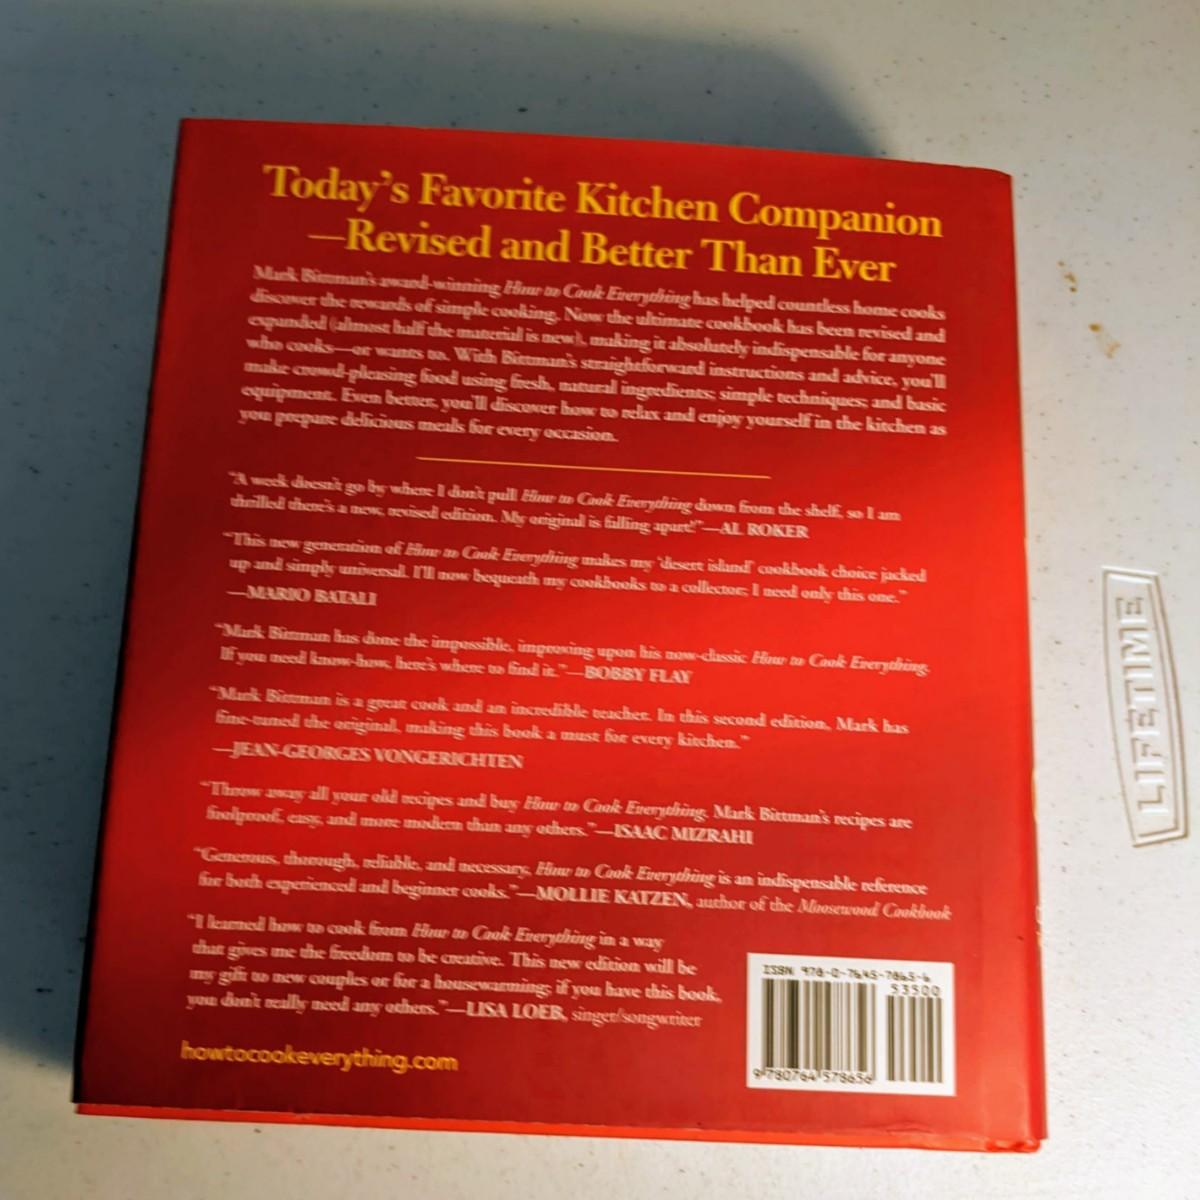 Today's Favorite Kitchen Companion
—Revised and Better Than Ever
Mark Bittman's award-winning How to Cook Everything has helped countless home cooks
discover the rewards of simple cooking. Now the ultimate cookbook has been revised and
expanded (almost half the material is new), making it absolutely indispensable for anyone
who cooks—or wants to. With Bittman's straightforward instructions and advice, you'll
make crowd-pleasing food using fresh, natural ingredients; simple techniques; and basic
equipment. Even better, you'll discover how to relax and enjoy yourself in the kitchen as
you prepare delicious meals for every occasion.
"A week doesn't go by where I don't pull How to Cook Everything down from the shelf, so I am
thrilled there's a new, revised edition. My original is falling apart!"—AL ROKER
"This new generation of How to Cook Everything makes my 'desert island' cookbook choice jacked
up and simply universal. I'll now bequeath my cookbooks to a collector; I need only this one."
—MARIO BATALI
"Mark Bittman has done the impossible, improving upon his now-classic How to Cook Everything.
If you need know-how, here's where to find it."—BOBBY FLAY
"Mark Bittman is a great cook and an incredible teacher. In this second edition, Mark has
fine-tuned the original, making this book a must for every kitchen."
—JEAN-GEORGES VONGERICHTEN
"Throw away all your old recipes and buy How to Cook Everything. Mark Bittman's recipes are
foolproof, easy, and more modern than any others."—ISAAC MIZRAHI
"Generous, thorough, reliable, and necessary, How to Cook Everything is an indispensable reference
for both experienced and beginner cooks."—MOLLIE KATZEN, author of the Moosewood Cookbook
"I learned how to cook from How to Cook Everything in a way
that gives me the freedom to be creative. This new edition will be
my gift to new couples or for a housewarming; if you have this book,
you don't really need any others."—LISA LOEB, singer/songwriter
howtocookeverything.com
ISBN 978-0-7645-7865-6
53500
9 780764 578656
LIFETIME